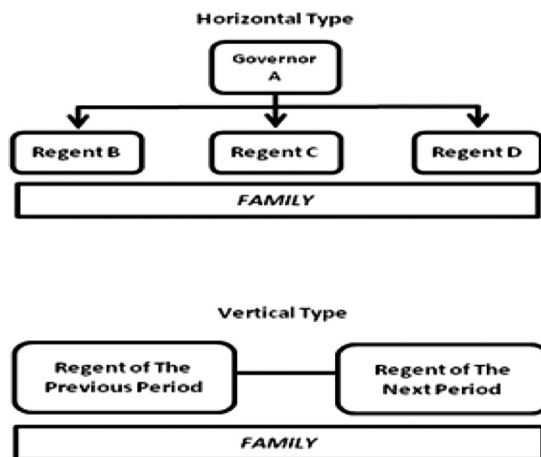 Horizontal Type
Governor
A
Regent B
Regent C
Regent D
FAMILY
Vertical Type
Regent of The
Previous Period
Regent of The
Next Period
FAMILY